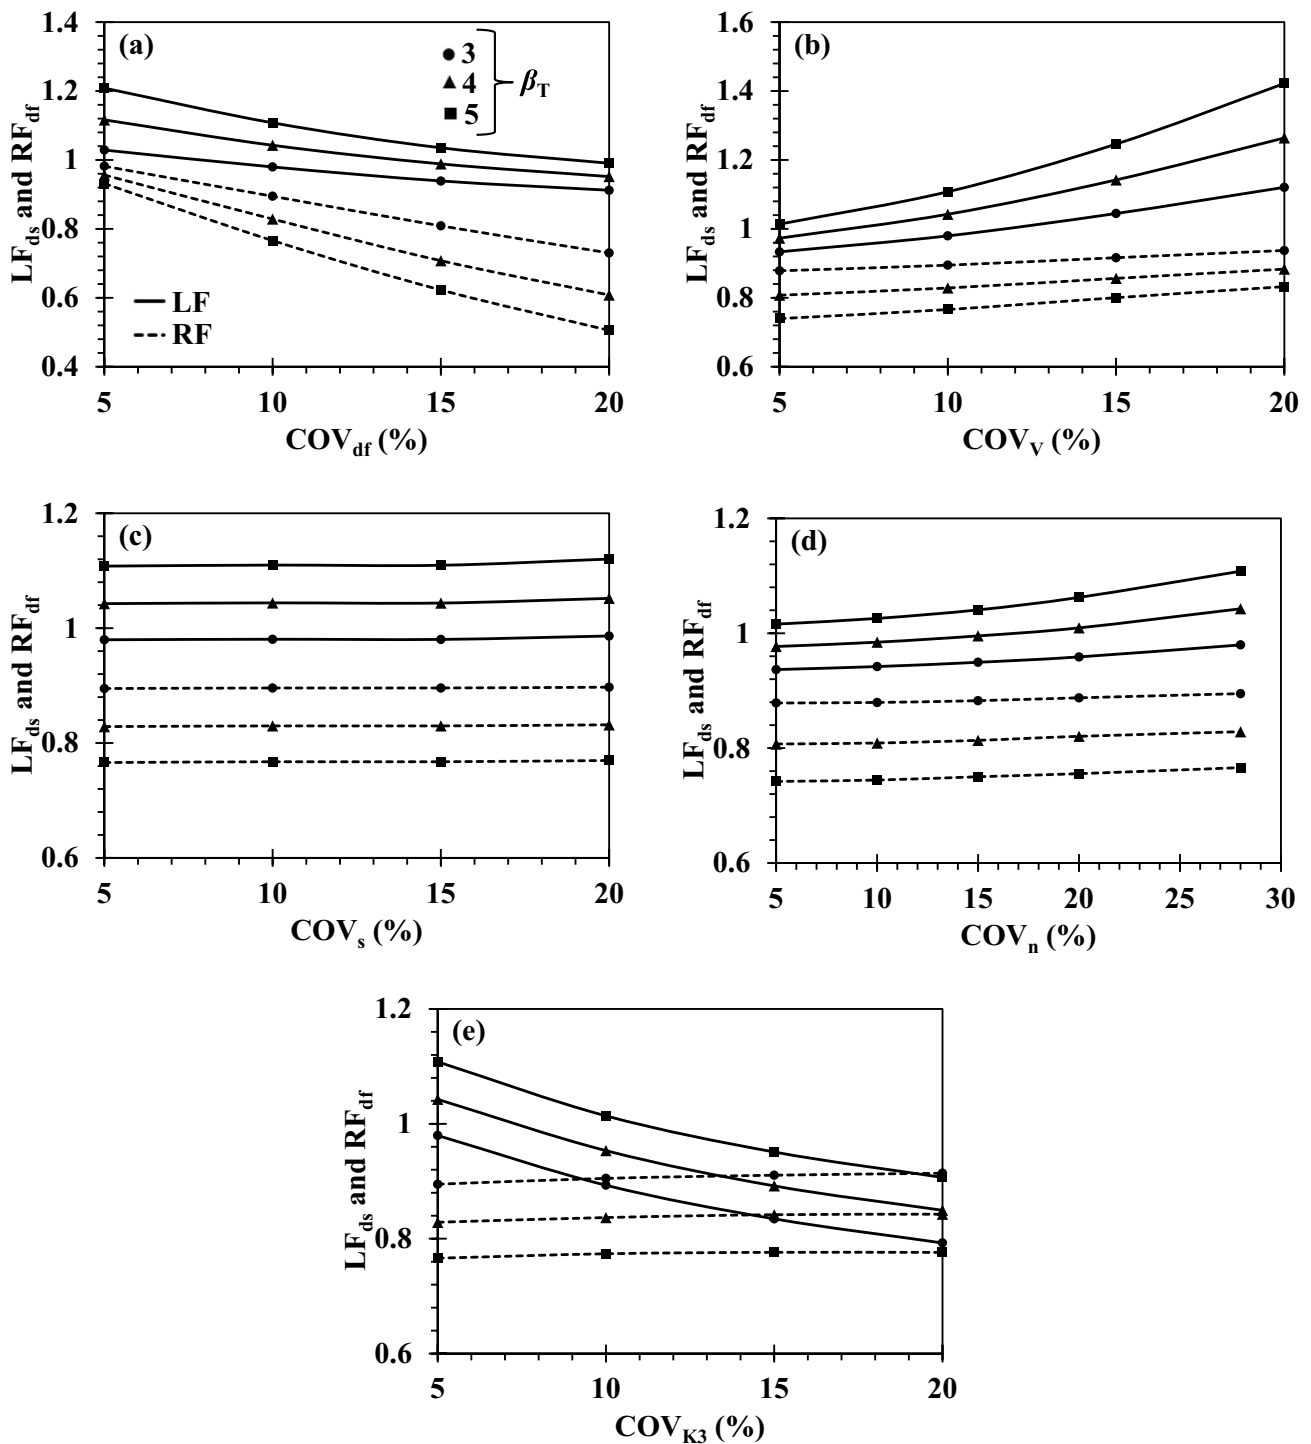 (a)
1.4
1.2
1
0.8
0.6
0.4
LF_ds and RF_df
3
4
5
β_T
LF
RF
5 10 15 20
COV_df (%)
(b)
1.6
1.4
1.2
1
0.8
0.6
LF_ds and RF_df
5 10 15 20
COV_V (%)
(c)
1.2
1
0.8
0.6
LF_ds and RF_df
5 10 15 20
COV_s (%)
(d)
1.2
1
0.8
0.6
LF_ds and RF_df
5 10 15 20 25 30
COV_n (%)
(e)
1.2
1
0.8
0.6
LF_ds and RF_df
5 10 15 20
COV_K3 (%)